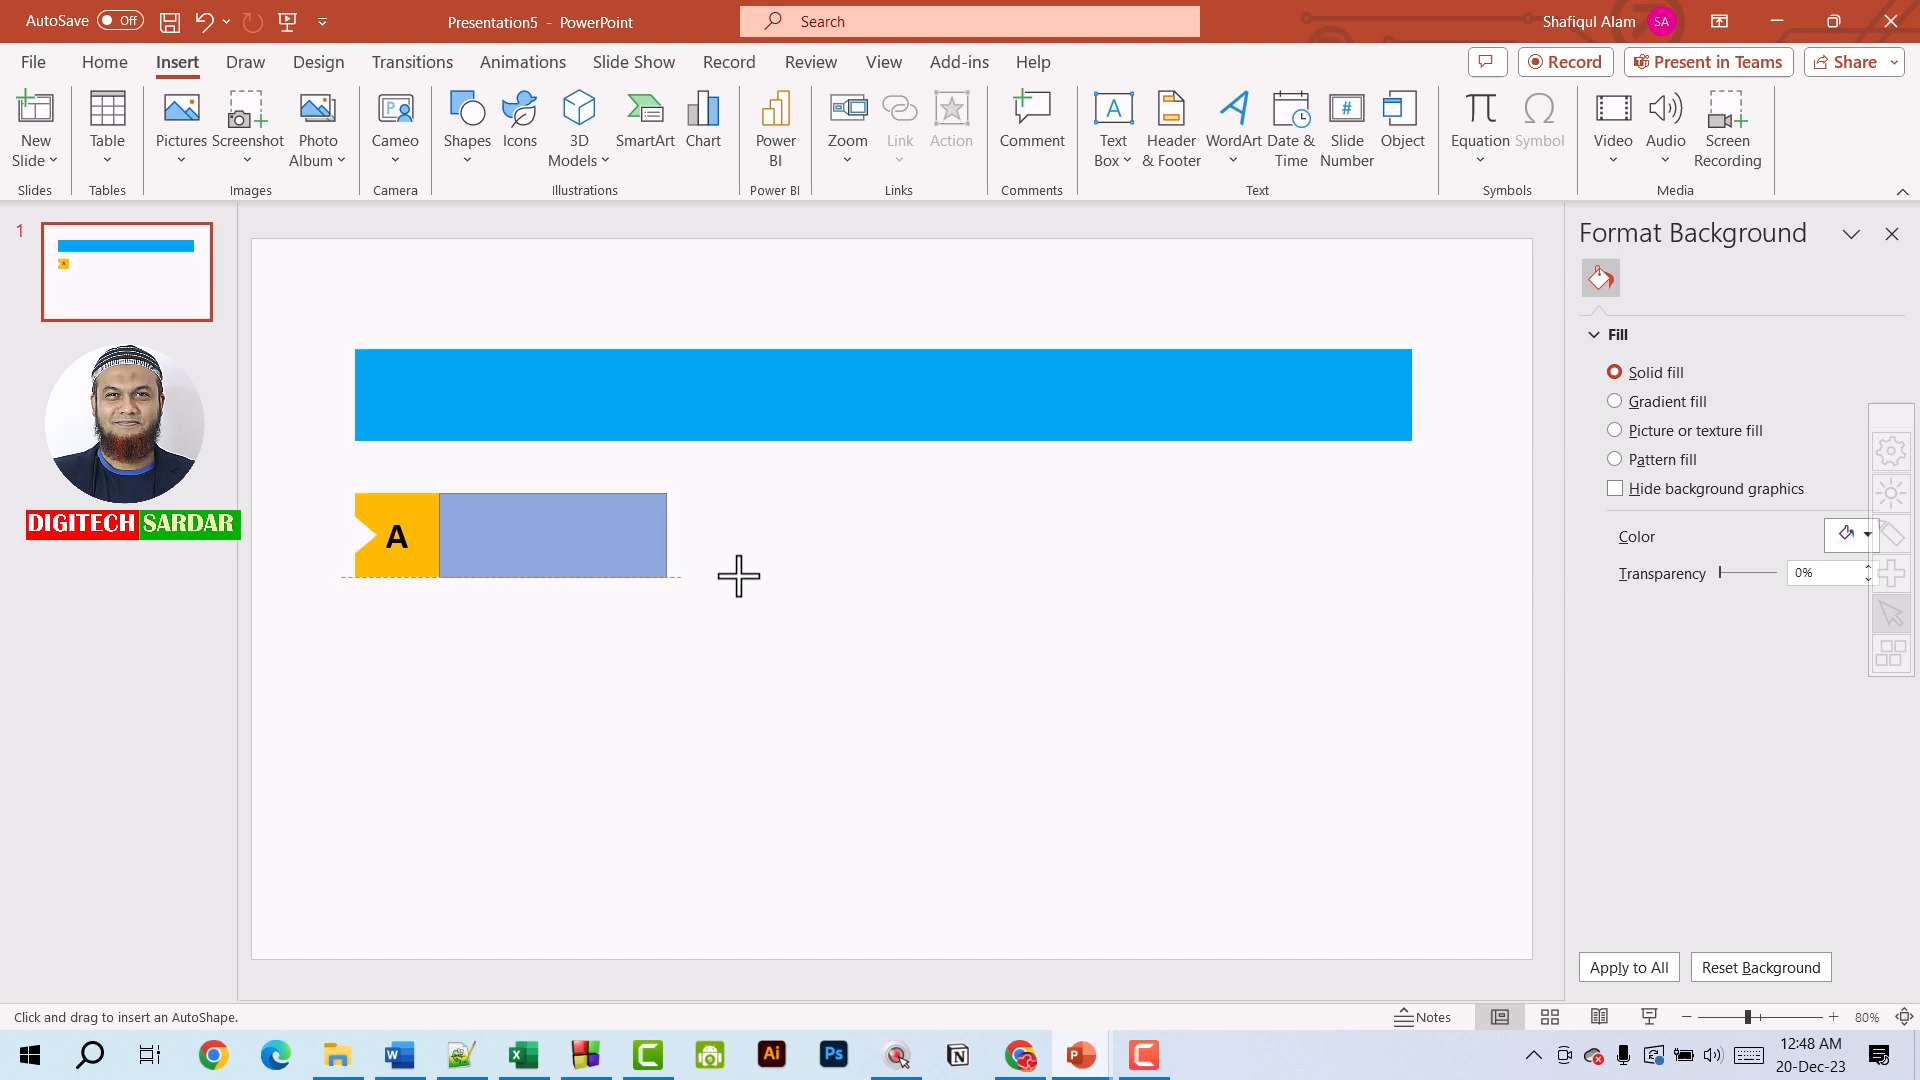 AutoSave Off Presentation5 - PowerPoint Search Shafiqul Alam SA
File Home Insert Draw Design Transitions Animations Slide Show Record Review View Add-ins Help Record Present in Teams Share
New Slide Table Pictures Screenshot Photo Album Cameo Shapes Icons 3D Models SmartArt Chart Power BI Zoom Link Action Comment Text Box Header & Footer WordArt Date & Time Slide Number Object Equation Symbol Video Audio Screen Recording
Slides Tables Images Camera Illustrations Power BI Links Comments Text Symbols Media
1
A
DIGITECH SARDAR
A
Format Background
Fill
Solid fill
Gradient fill
Picture or texture fill
Pattern fill
Hide background graphics
Color
Transparency 0%
Apply to All Reset Background
Click and drag to insert an AutoShape. Notes 80%
Ai Ps
12:48 AM
20-Dec-23